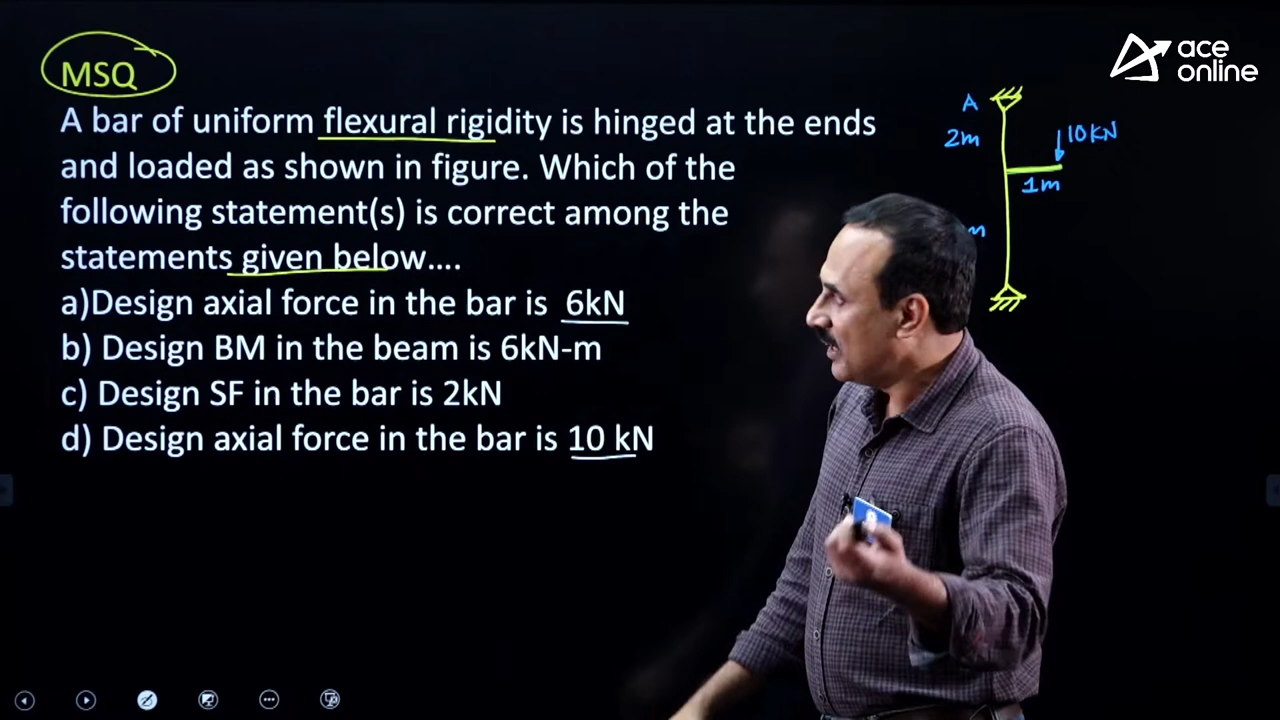 MSQ
A bar of uniform flexural rigidity is hinged at the ends
and loaded as shown in figure. Which of the
following statement(s) is correct among the
statements given below....
a)Design axial force in the bar is 6kN
b) Design BM in the beam is 6kN-m
c) Design SF in the bar is 2kN
d) Design axial force in the bar is 10 kN
ace
online
A
2m
10KN
1m
m